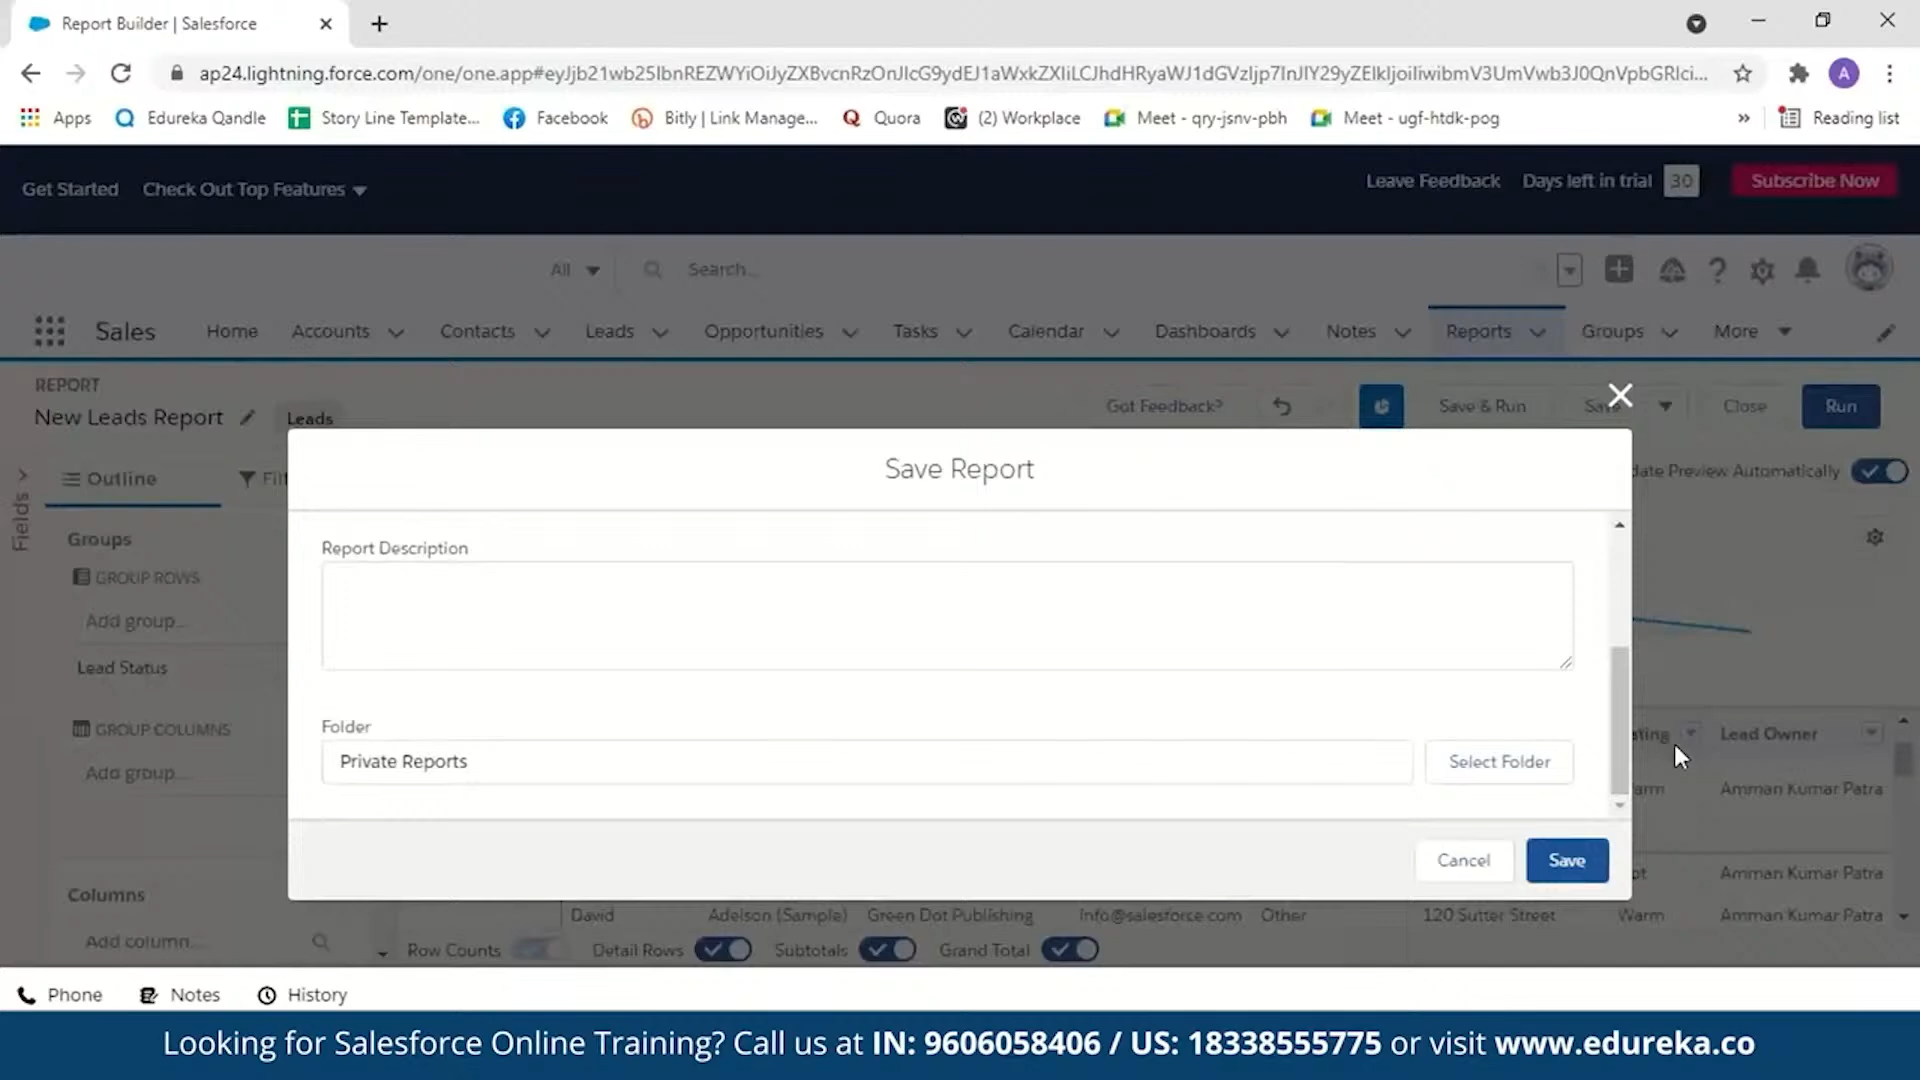 Report Builder | Salesforce
ap24.lightning.force.com/one/one.app#
Apps Edureka Qandle Story Line Template... Facebook Bitly | Link Manage... Quora (2) Workplace Meet - qry-jsnv-pbh Meet - ugf-htdk-pog » Reading list
Get Started Check Out Top Features Leave Feedback Days left in trial 30 Subscribe Now
All Search...
Sales Home Accounts Contacts Leads Opportunities Tasks Calendar Dashboards Notes Reports Groups More
REPORT
New Leads Report Leads Got Feedback? Save & Run Save Close Run
Save Report
Fields Outline Filt date Preview Automatically
Groups
Report Description
GROUP ROWS
Add group...
Lead Status
Folder
GROUP COLUMNS
Private Reports Select Folder
ating Lead Owner
Add group...
arm Amman Kumar Patra
Cancel Save
ot Amman Kumar Patra
Columns
David Adelson (Sample) Green Dot Publishing info@salesforce.com Other 120 Sutter Street Warm Amman Kumar Patra
Add column...
Row Counts Detail Rows Subtotals Grand Total
Phone Notes History
Looking for Salesforce Online Training? Call us at IN: 9606058406 / US: 18338555775 or visit www.edureka.co